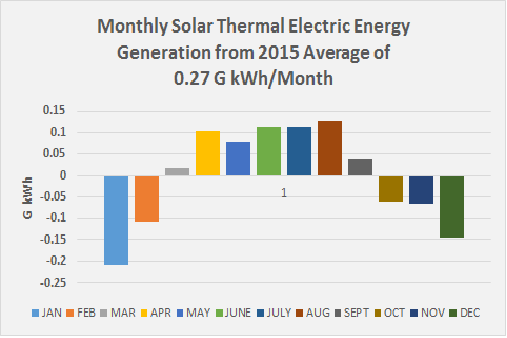 Monthly Solar Thermal Electric Energy
Generation from 2015 Average of
0.27 G kWh/Month
0.15
0.1
0.05
0
-0.05
-0.1
-0.15
-0.2
-0.25
G kWh
1
JAN FEB MAR APR MAY JUNE JULY AUG SEPT OCT NOV DEC